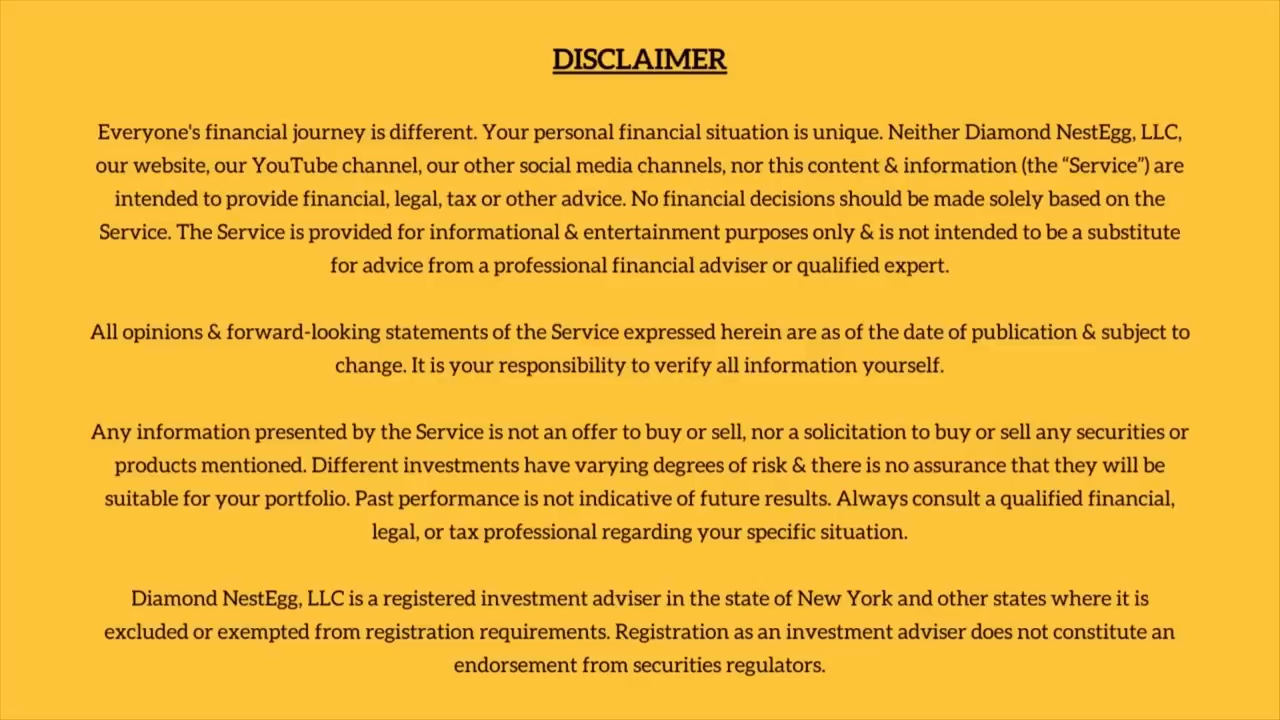 DISCLAIMER
Everyone's financial journey is different. Your personal financial situation is unique. Neither Diamond NestEgg, LLC,
our website, our YouTube channel, our other social media channels, nor this content & information (the “Service”) are
intended to provide financial, legal, tax or other advice. No financial decisions should be made solely based on the
Service. The Service is provided for informational & entertainment purposes only & is not intended to be a substitute
for advice from a professional financial adviser or qualified expert.
All opinions & forward-looking statements of the Service expressed herein are as of the date of publication & subject to
change. It is your responsibility to verify all information yourself.
Any information presented by the Service is not an offer to buy or sell, nor a solicitation to buy or sell any securities or
products mentioned. Different investments have varying degrees of risk & there is no assurance that they will be
suitable for your portfolio. Past performance is not indicative of future results. Always consult a qualified financial,
legal, or tax professional regarding your specific situation.
Diamond NestEgg, LLC is a registered investment adviser in the state of New York and other states where it is
excluded or exempted from registration requirements. Registration as an investment adviser does not constitute an
endorsement from securities regulators.